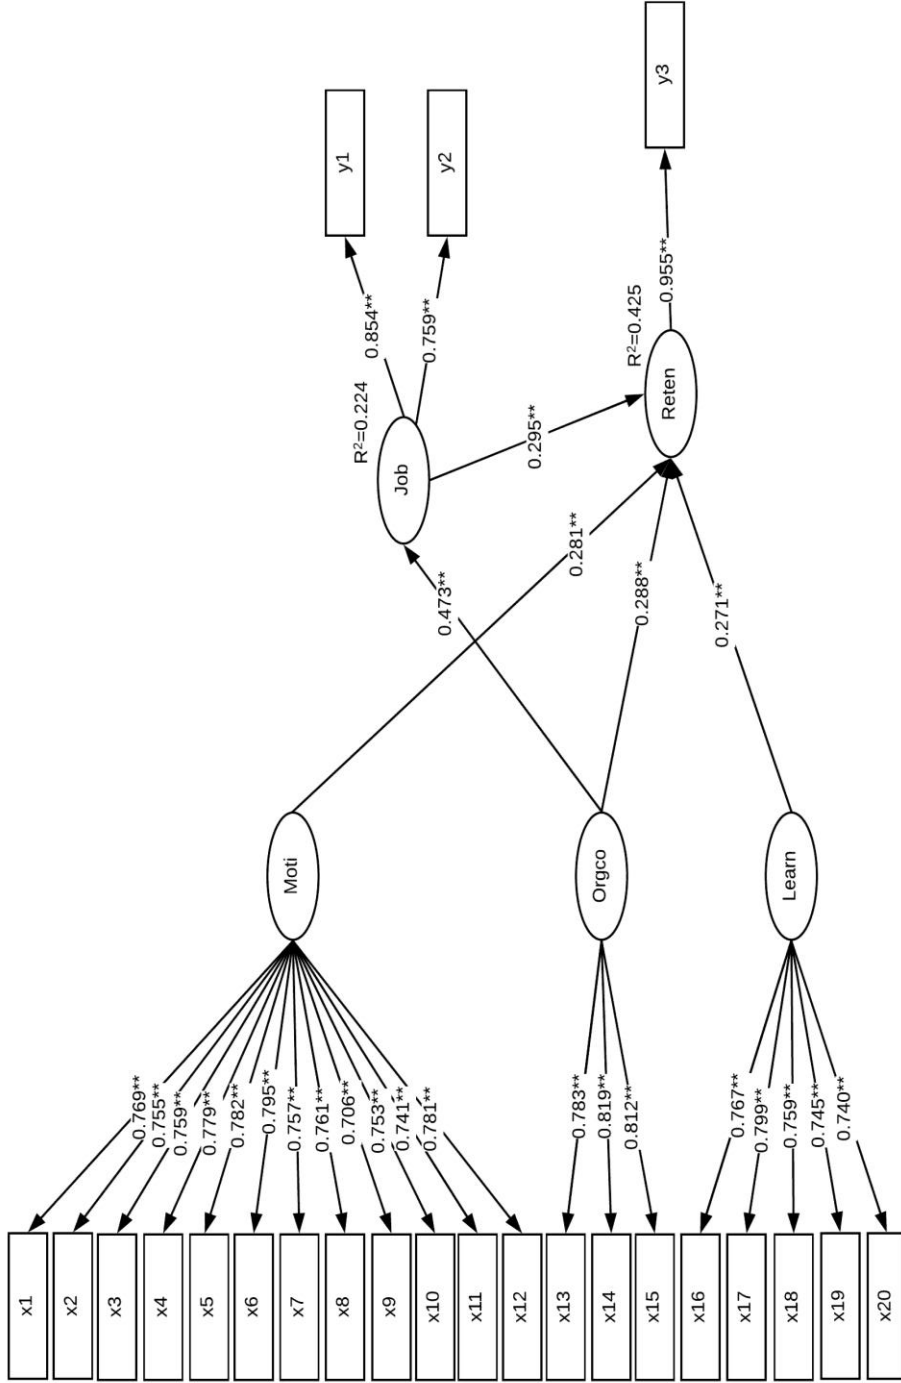 x1
x2
x3
x4
x5
x6
x7
x8
x9
x10
x11
x12
x13
x14
x15
x16
x17
x18
x19
x20
0.769**
0.755**
0.759**
0.779**
0.782**
0.795**
0.757**
0.761**
0.706**
0.753**
0.741**
0.781**
0.783**
0.819**
0.812**
0.767**
0.799**
0.759**
0.745**
0.740**
Moti
Orgco
Learn
0.473**
0.281**
0.288**
0.271**
R²=0.224
Job
0.295**
R²=0.425
Reten
0.854**
0.759**
0.955**
y1
y2
y3